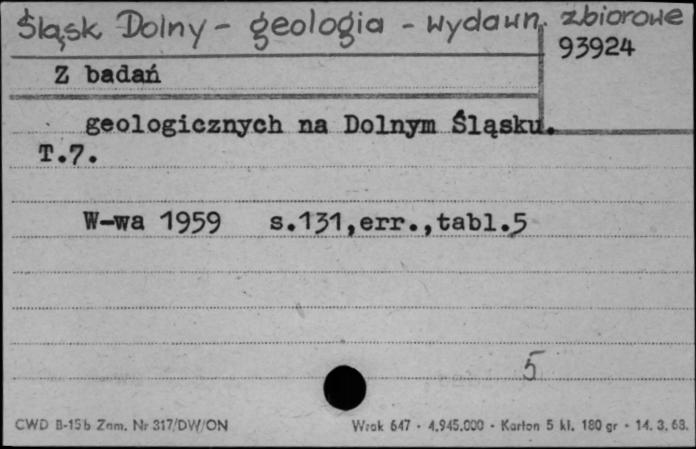 Śląsk Dolny - geologia - wydawn. zbiorowe
93924
Z badań
geologicznych na Dolnym Śląsku.
T.7.
W-wa 1959 s.131,err.,tabl.5
5
CWD B-15b Zam. Nr 317/DW/ON Wrak 647 - 4.945.000 - Karton 5 kl. 180 gr - 14. 3. 68.